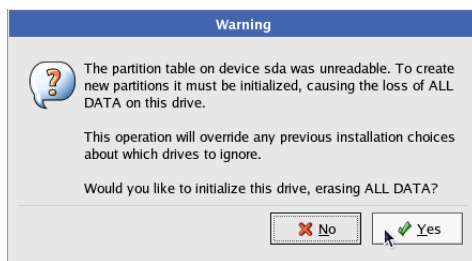 Warning
The partition table on device sda was unreadable. To create
new partitions it must be initialized, causing the loss of ALL
DATA on this drive.
This operation will override any previous installation choices
about which drives to ignore.
Would you like to initialize this drive, erasing ALL DATA?
No
Yes